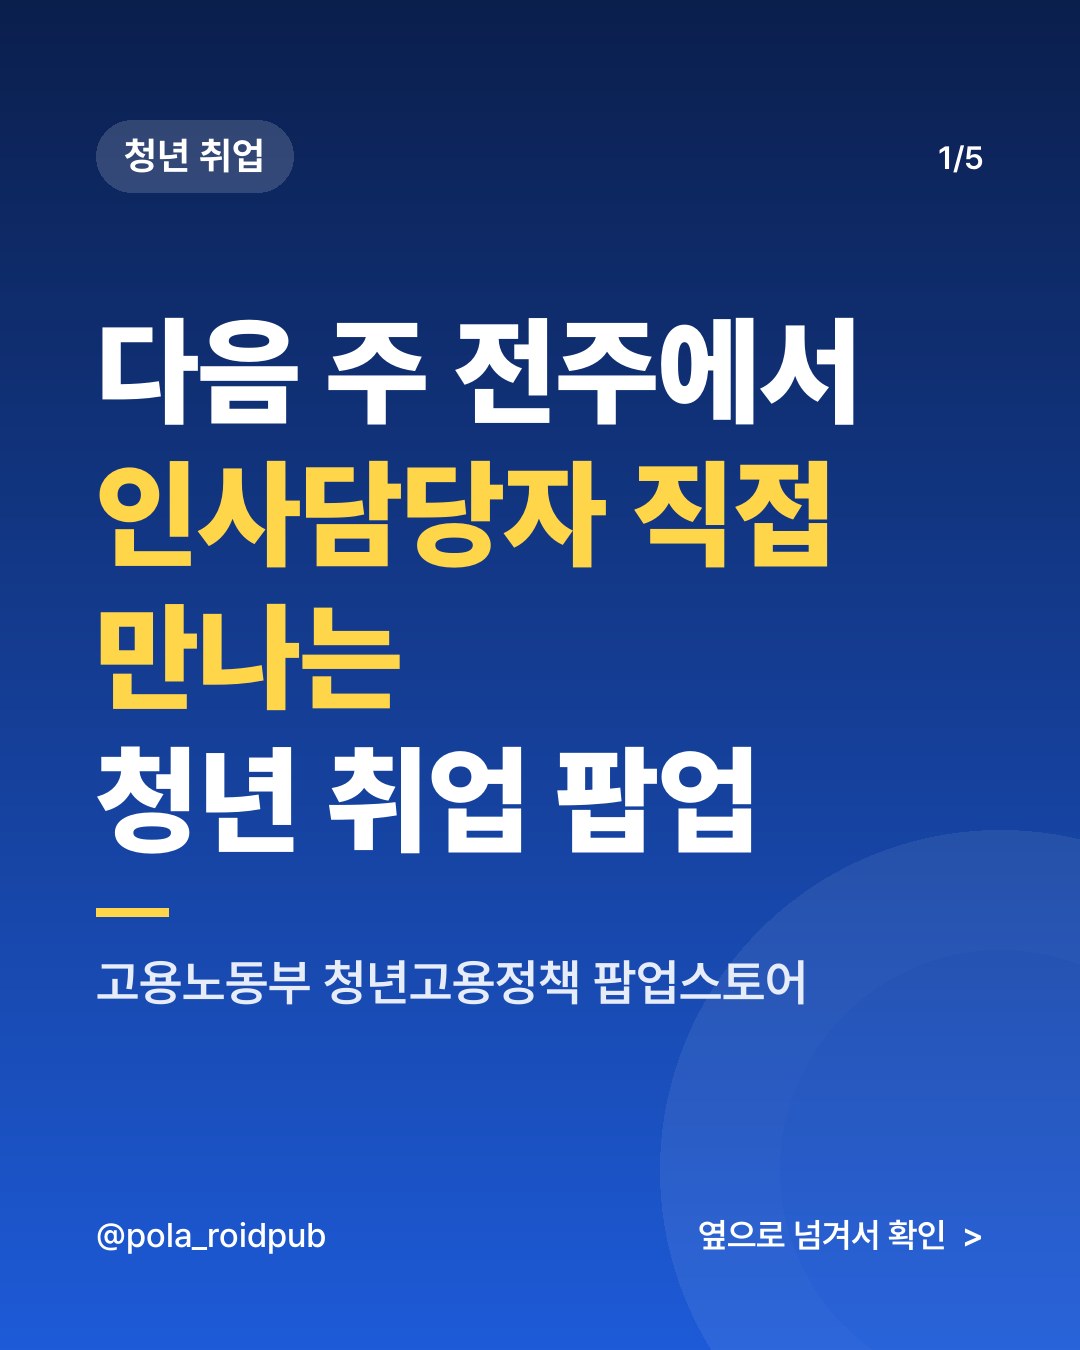 청년 취업
1/5
다음 주 전주에서
인사담당자 직접
만나는
청년 취업 팝업
고용노동부 청년고용정책 팝업스토어
@pola_roidpub
옆으로 넘겨서 확인 >